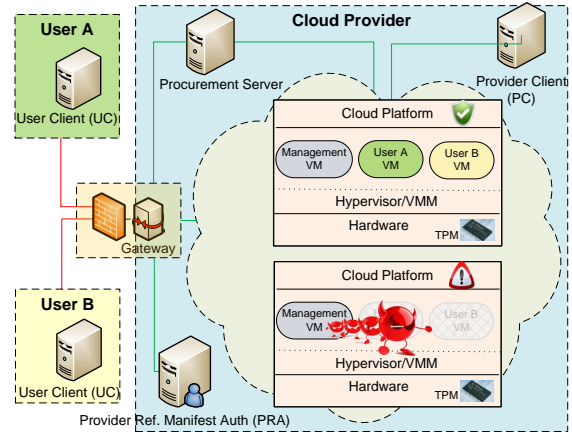 User A
User Client (UC)
Cloud Provider
Procurement Server
Provider Client
(PC)
Cloud Platform
Management
VM
User A
VM
User B
VM
Hypervisor/VMM
Hardware
TPM
Gateway
Cloud Platform
Management
VM
User B
VM
Hypervisor/VMM
Hardware
TPM
User B
User Client (UC)
Provider Ref. Manifest Auth (PRA)